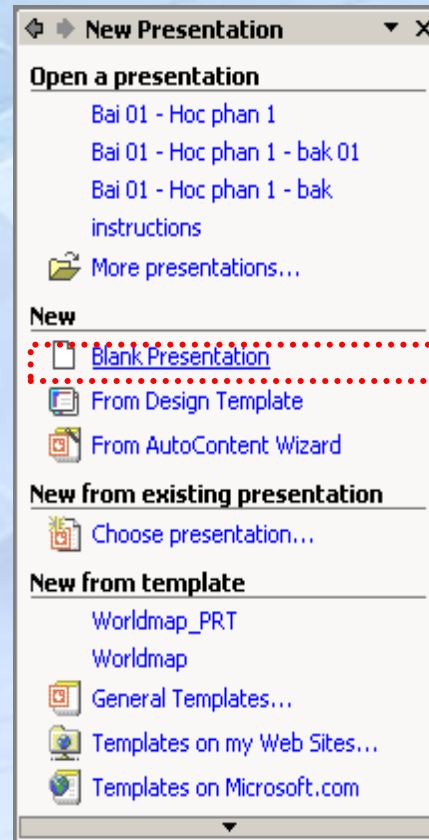 New Presentation
Open a presentation
Bai 01 - Hoc phan 1
Bai 01 - Hoc phan 1 - bak 01
Bai 01 - Hoc phan 1 - bak
instructions
More presentations...
New
Blank Presentation
From Design Template
From AutoContent Wizard
New from existing presentation
Choose presentation...
New from template
Worldmap_PRT
Worldmap
General Templates...
Templates on my Web Sites...
Templates on Microsoft.com